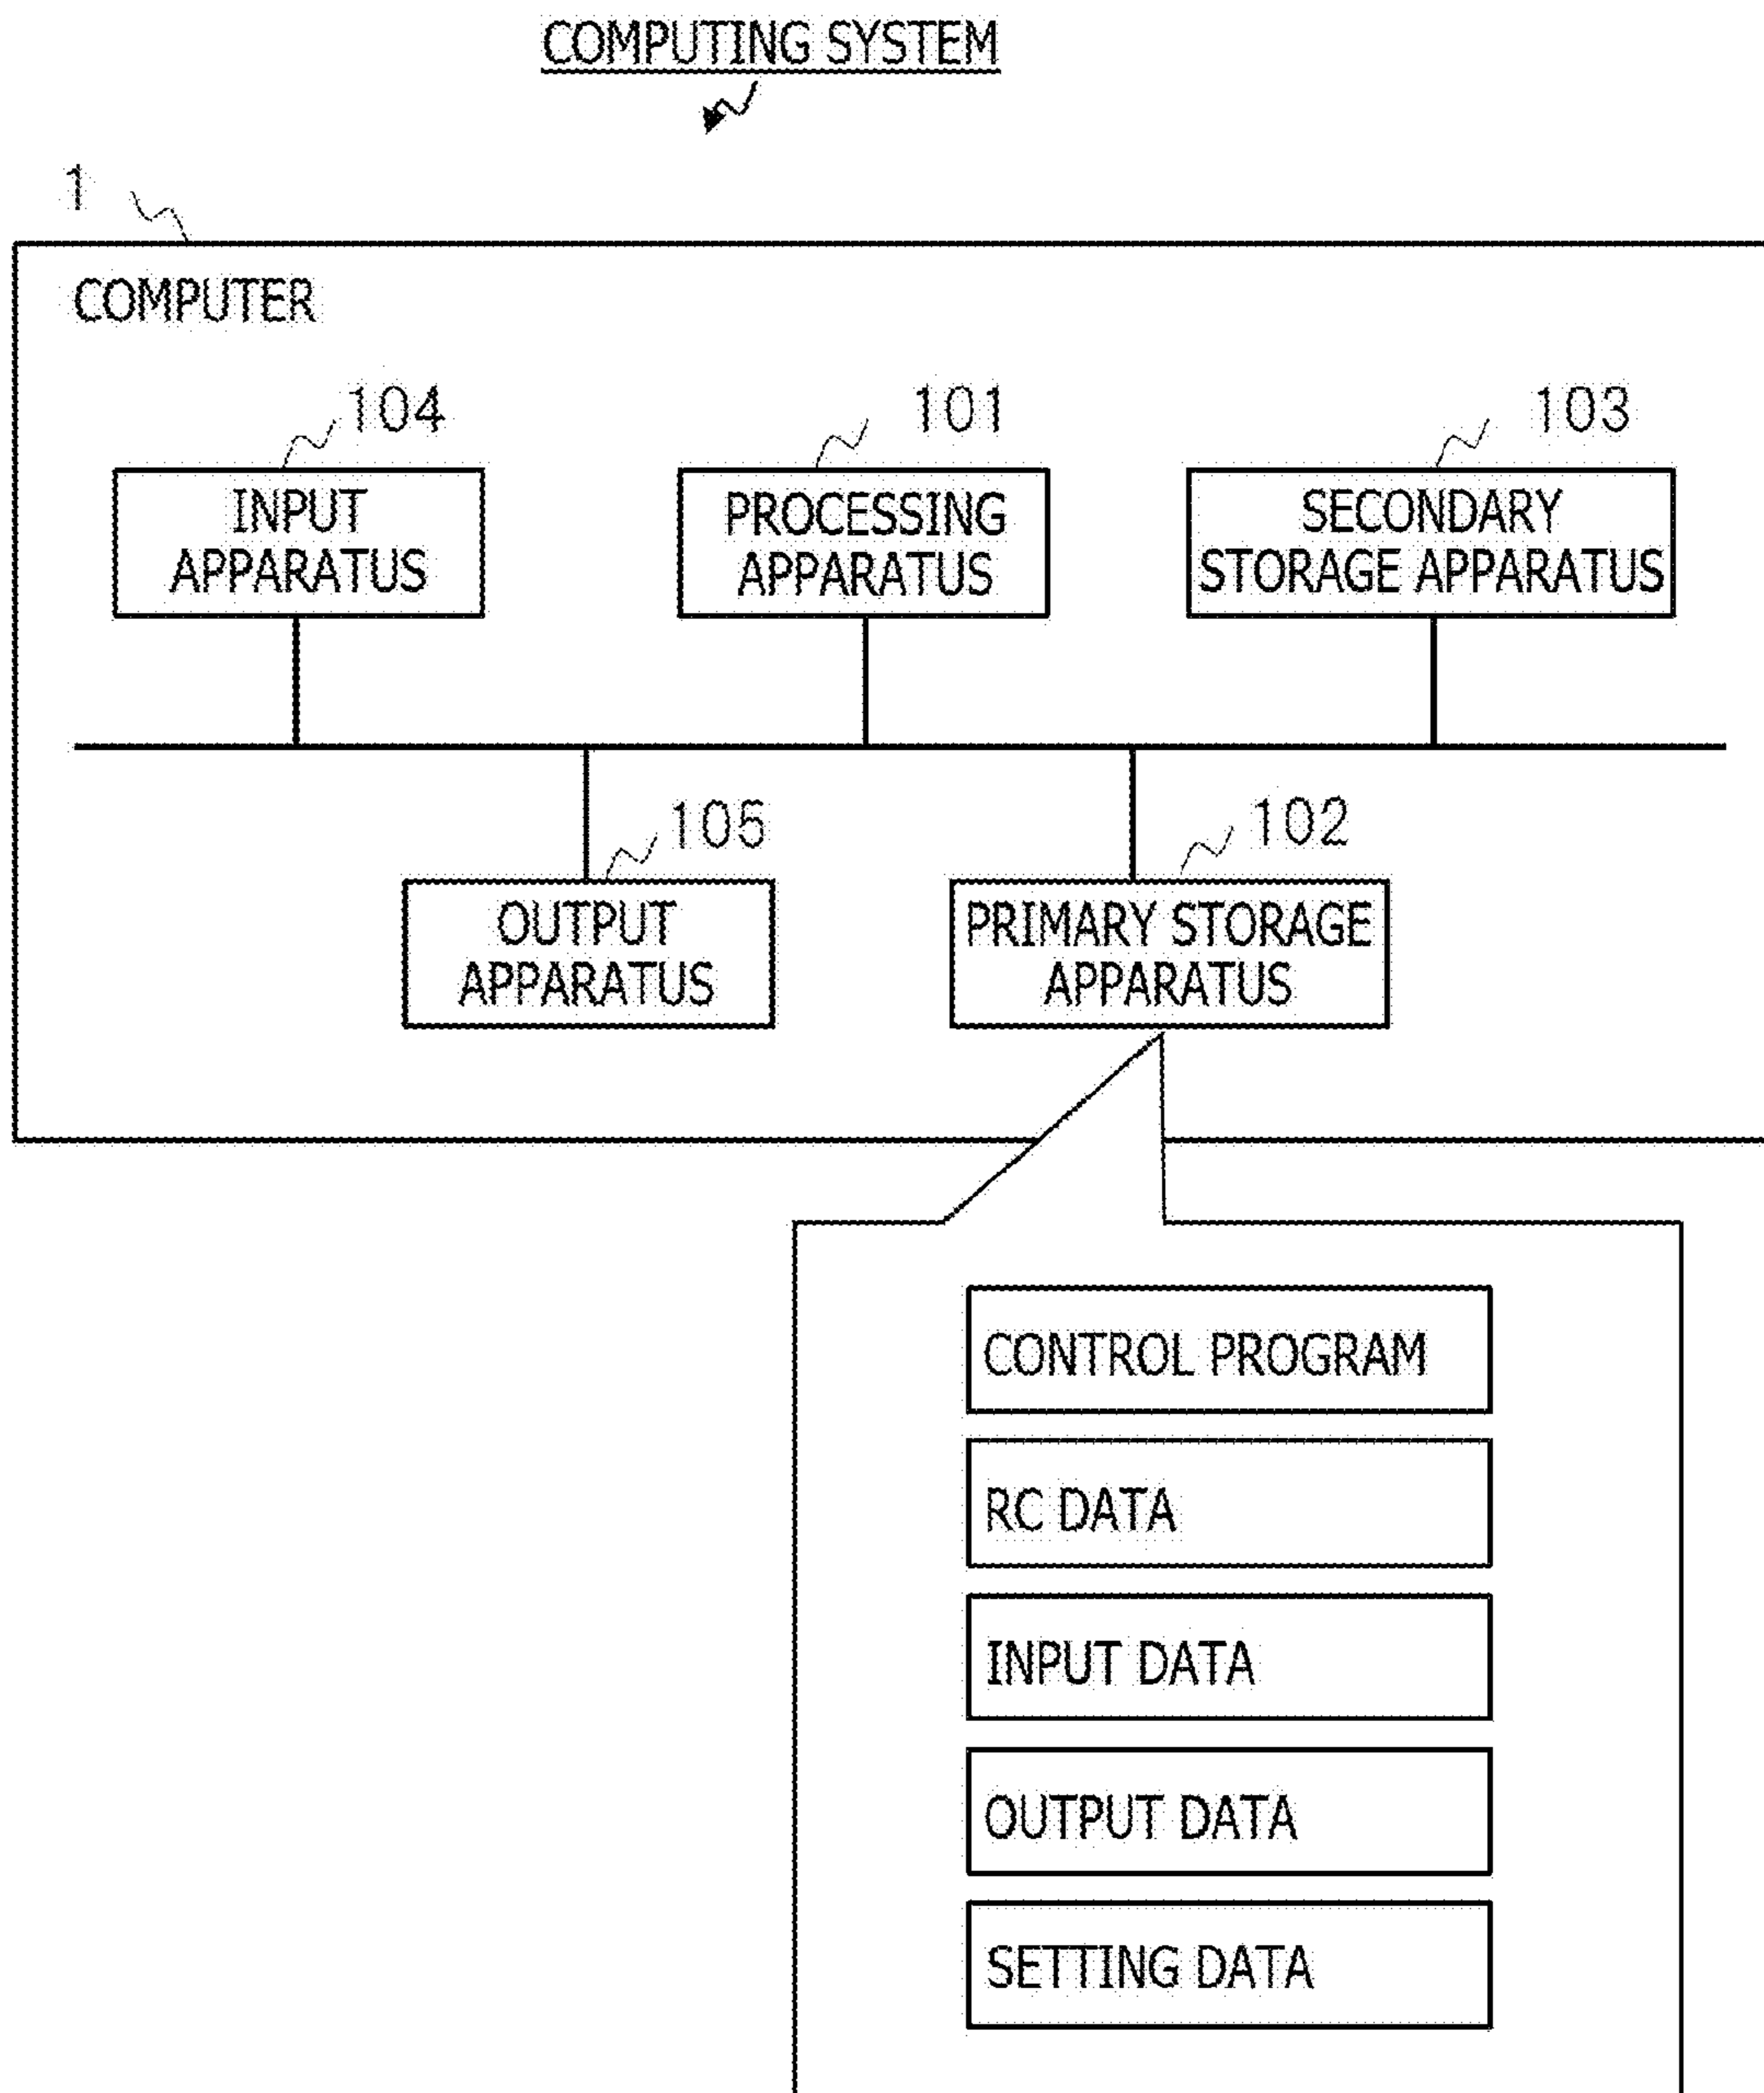 COMPUTING SYSTEM
1
COMPUTER
104
101
103
INPUT
APPARATUS
PROCESSING
APPARATUS
SECONDARY
STORAGE APPARATUS
105
102
OUTPUT
APPARATUS
PRIMARY STORAGE
APPARATUS
CONTROL PROGRAM
RC DATA
INPUT DATA
OUTPUT DATA
SETTING DATA